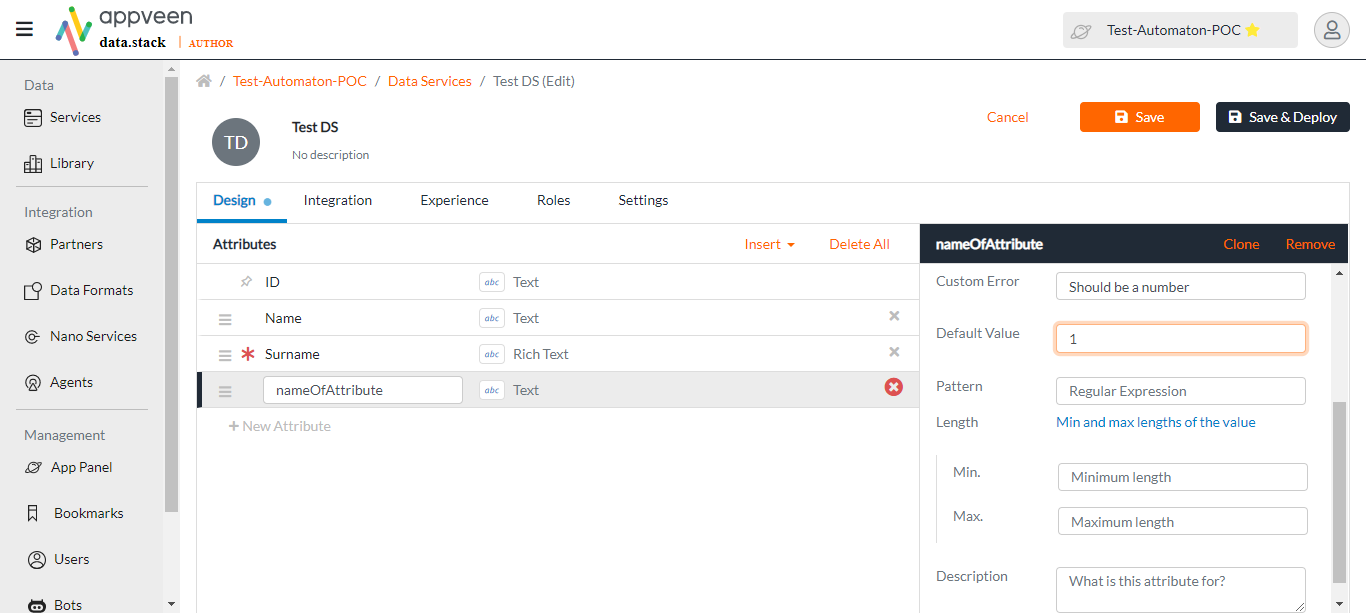 appveen
data.stack | AUTHOR
Test-Automaton-POC
Data
Services
Library
Integration
Partners
Data Formats
Nano Services
Agents
Management
App Panel
Bookmarks
Users
Bots
/ Test-Automaton-POC / Data Services / Test DS (Edit)
Cancel
Save
Save & Deploy
TD
Test DS
No description
Design
Integration
Experience
Roles
Settings
Attributes
Insert
Delete All
ID abc Text
Name abc Text
Surname abc Rich Text
nameOfAttribute abc Text
+ New Attribute
nameOfAttribute
Clone
Remove
Custom Error
Should be a number
Default Value
1
Pattern
Regular Expression
Length
Min and max lengths of the value
Min.
Minimum length
Max.
Maximum length
Description
What is this attribute for?